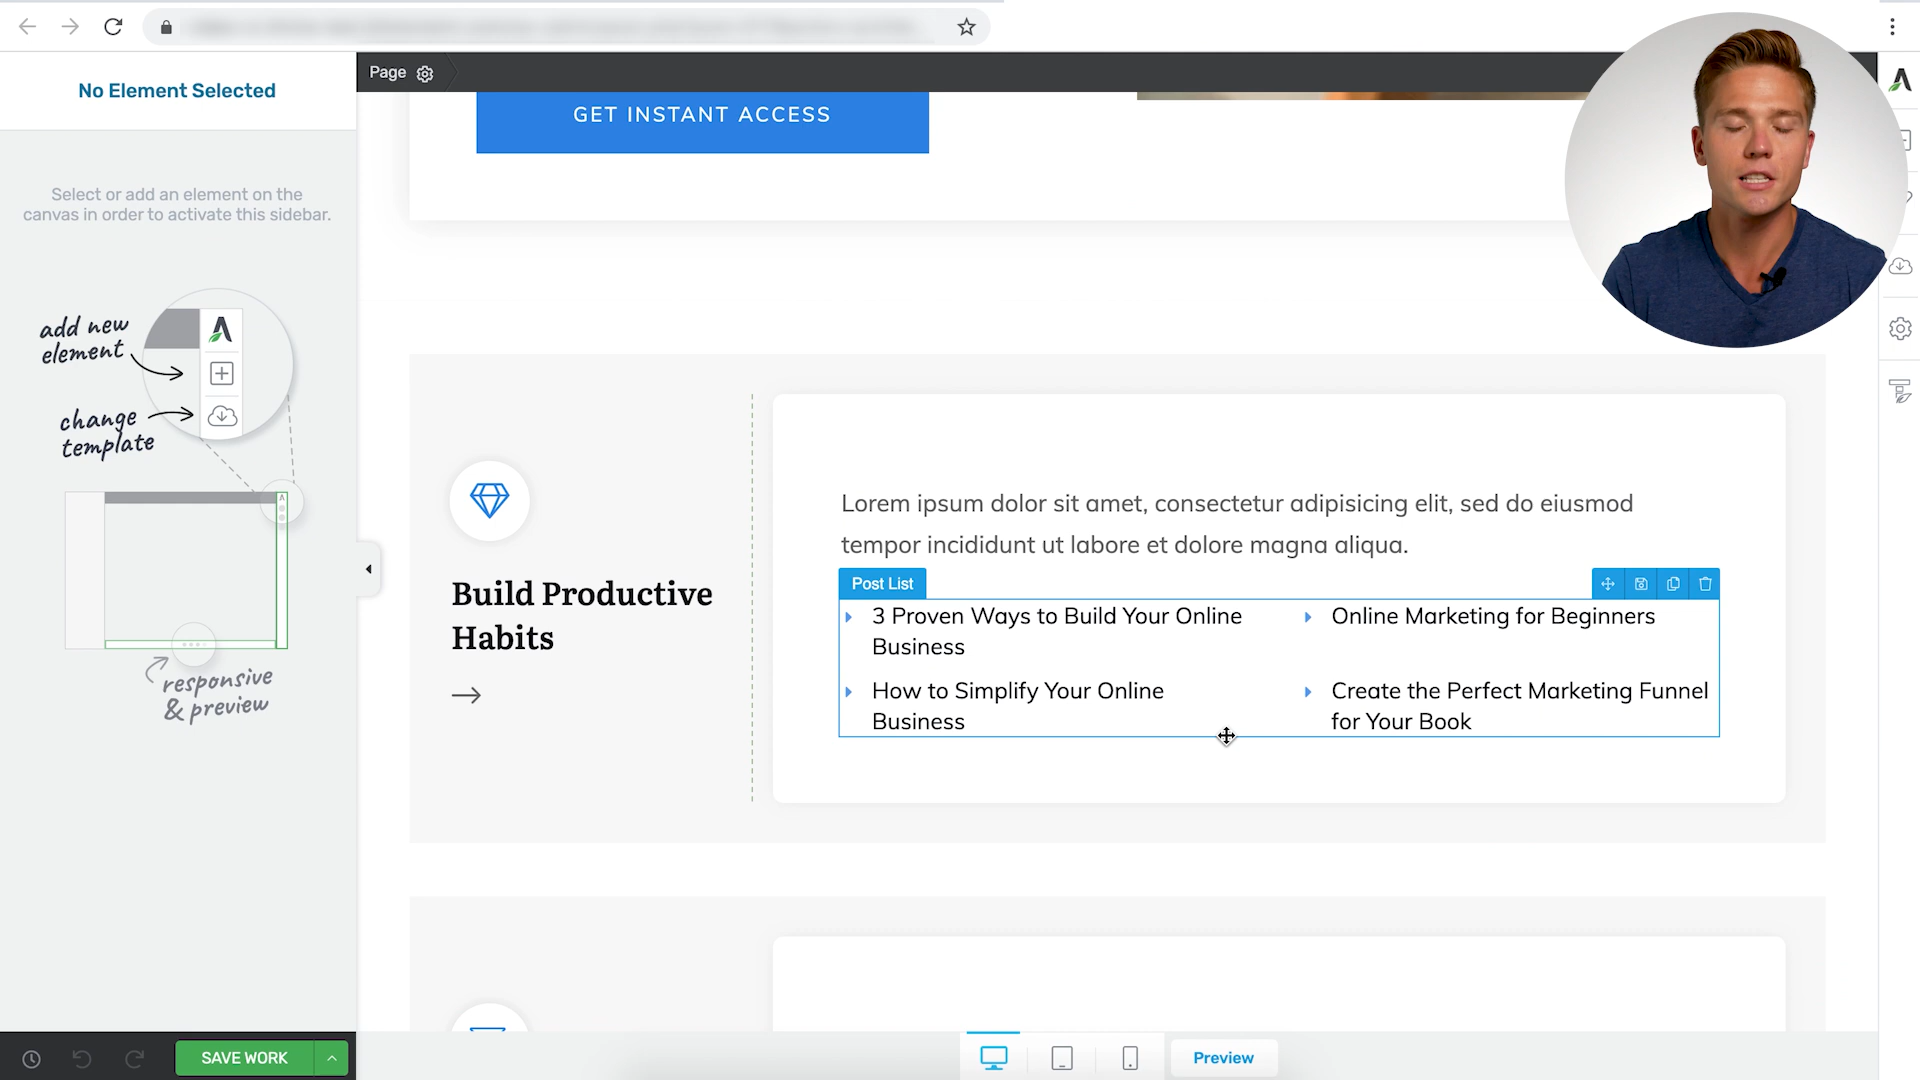 No Element Selected
Page
GET INSTANT ACCESS
Select or add an element on the
canvas in order to activate this sidebar.
add new
element
change
template
responsive
& preview
Build Productive
Habits
Lorem ipsum dolor sit amet, consectetur adipisicing elit, sed do eiusmod
tempor incididunt ut labore et dolore magna aliqua.
Post List
3 Proven Ways to Build Your Online
Business
Online Marketing for Beginners
How to Simplify Your Online
Business
Create the Perfect Marketing Funnel
for Your Book
SAVE WORK
Preview